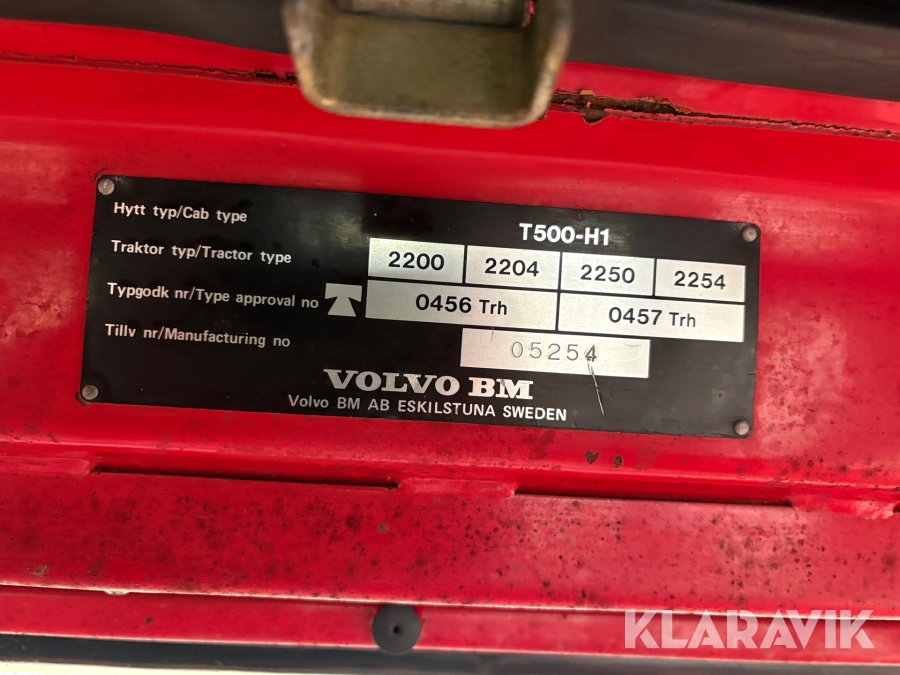 Hytt typ/Cab type T500-H1
Traktor typ/Tractor type 2200 2204 2250 2254
Typgodk nr/Type approval no 0456 Trh 0457 Trh
Tillv nr/Manufacturing no 05254
VOLVO BM
Volvo BM AB ESKILSTUNA SWEDEN
KLARAVIK